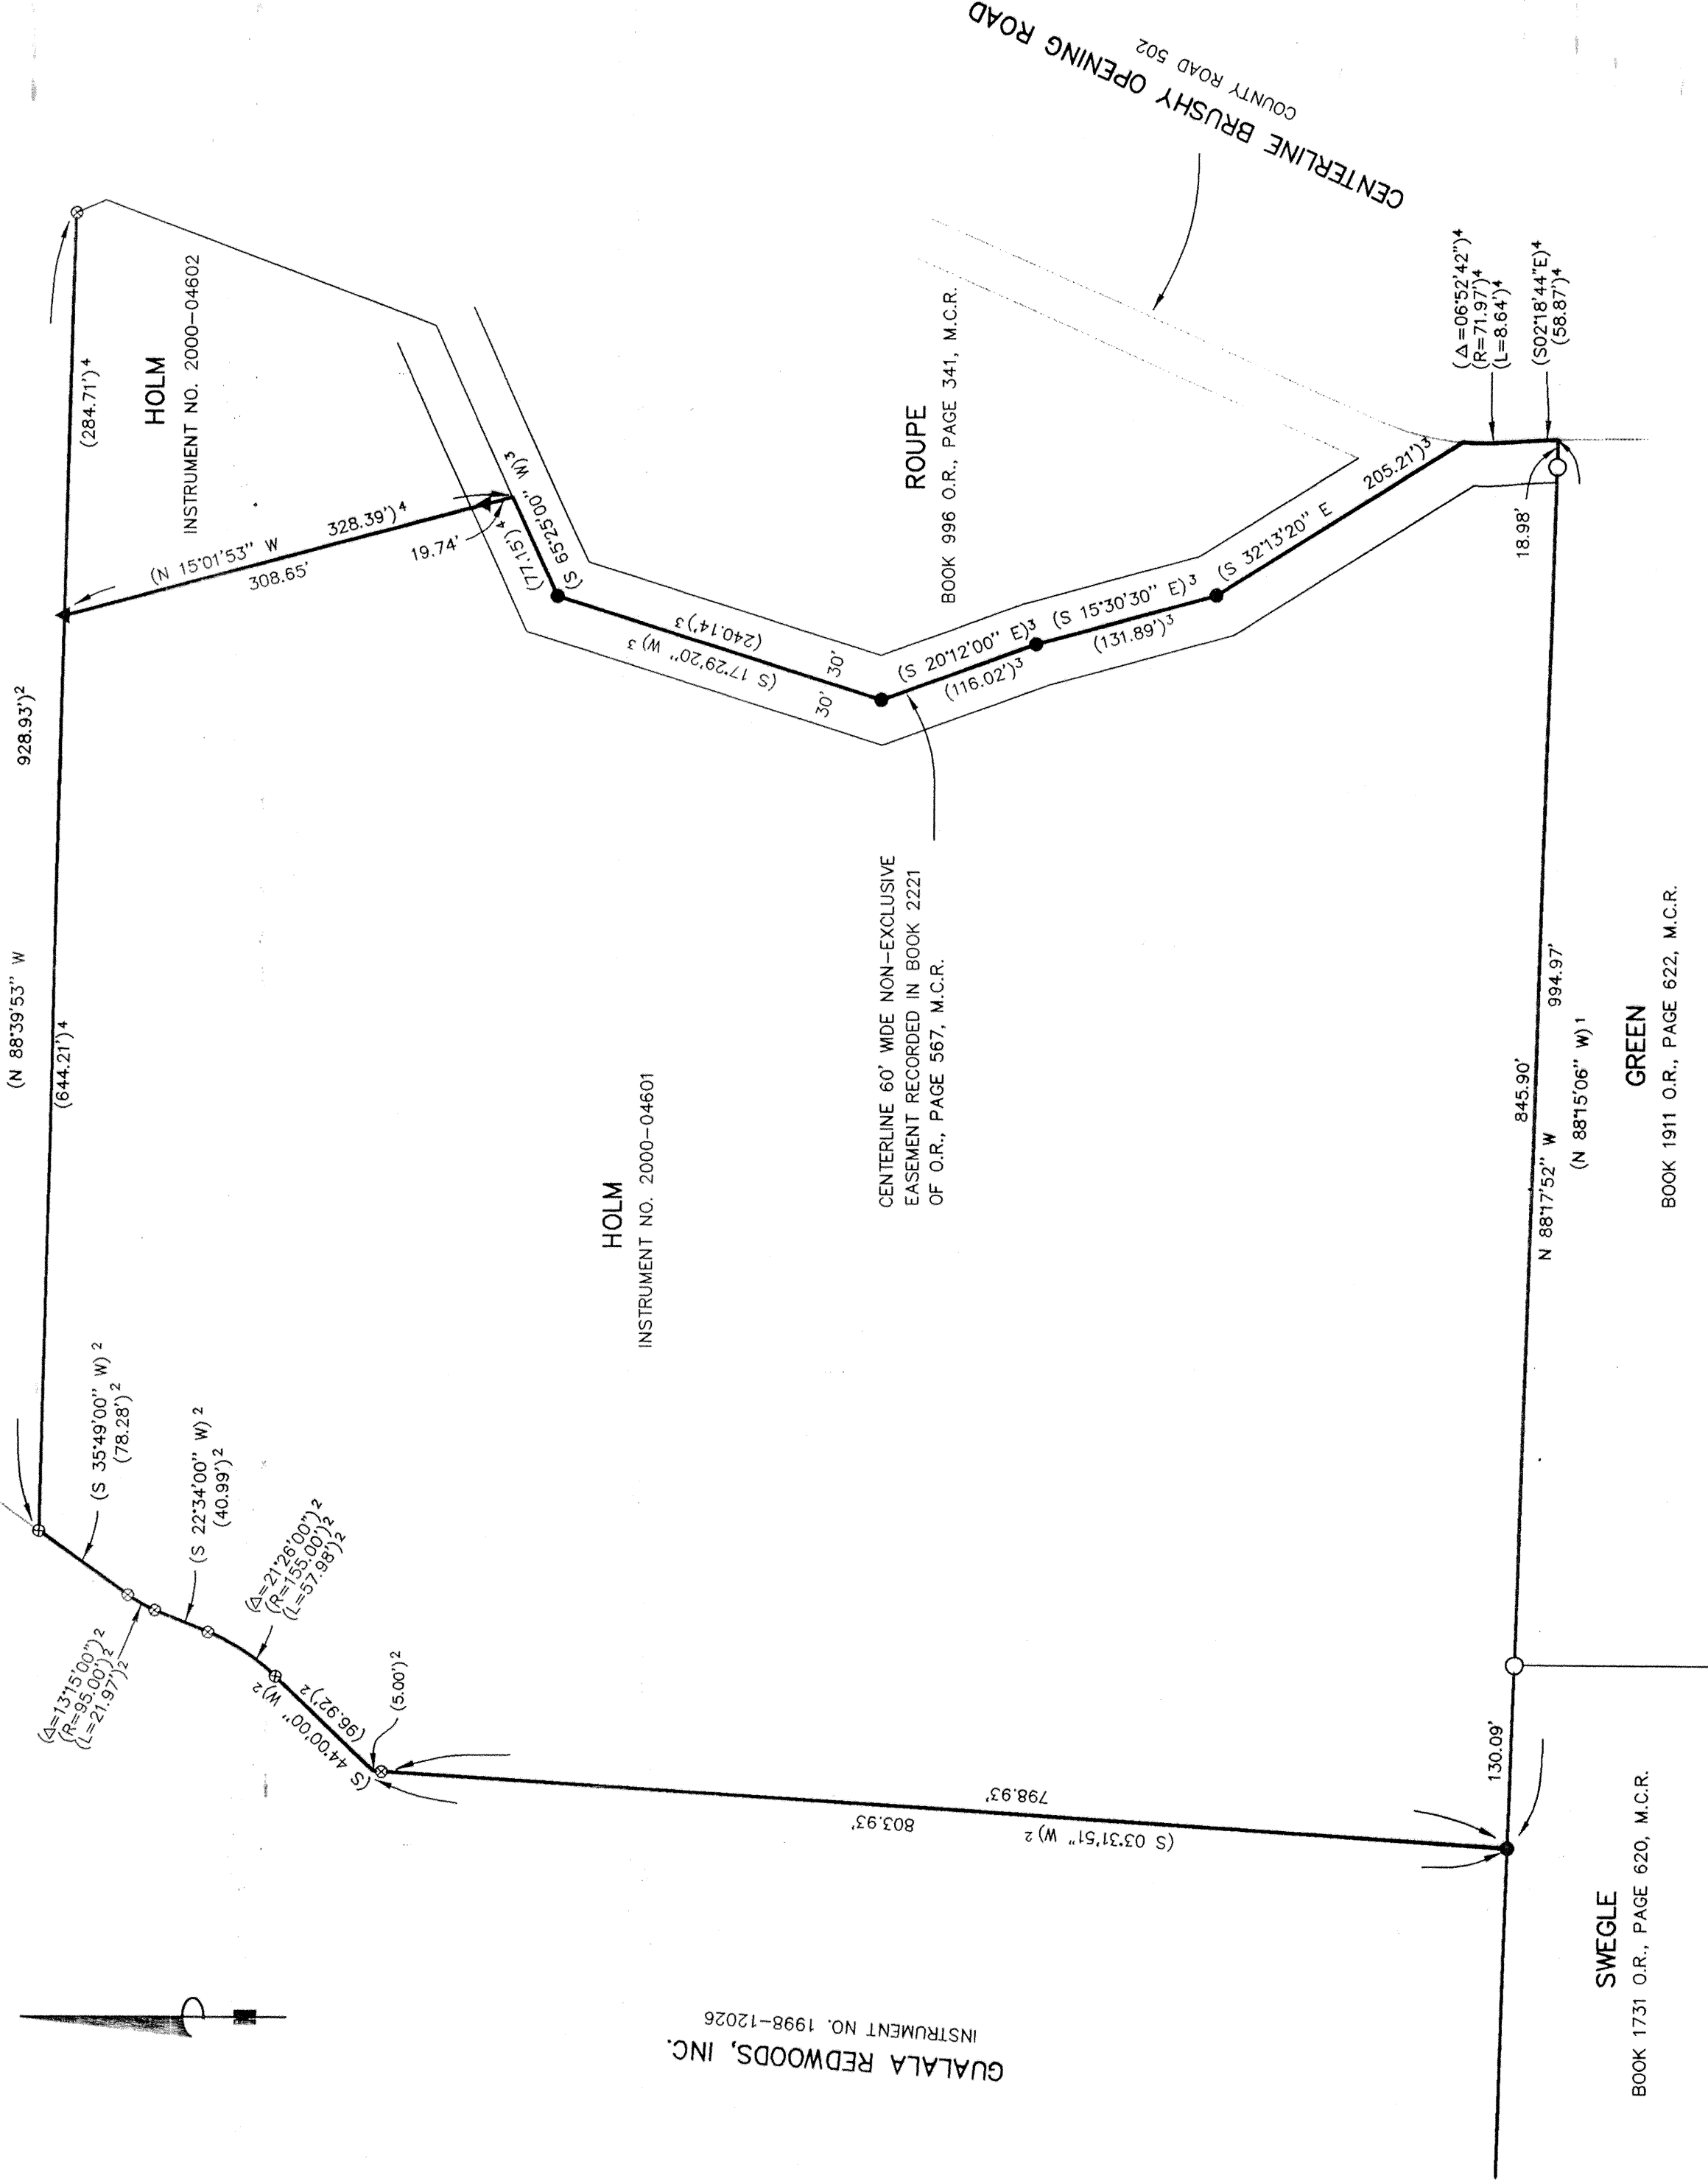 (N 88°39'53" W
928.93')²
(644.21')⁴
(284.71')⁴
HOLM
INSTRUMENT NO. 2000-04602
(N 15°01'53" W
328.39')⁴
308.65'
19.74'
(77.15')⁴
(S 65°25'00" W)³
(S 17°29'20" W)³
(240.14')³
30'
30'
(S 20°12'00" E)³
(116.02')³
(S 15°30'30" E)³
(131.89')³
(S 32°13'20" E
205.21')³
ROUPE
BOOK 996 O.R., PAGE 341, M.C.R.
CENTERLINE BRUSHY OPENING ROAD
COUNTY ROAD 502
(Δ=06°52'42")⁴
(R=71.97')⁴
(L=8.64')⁴
(S02°18'44"E)⁴
(58.87')⁴
18.98'
CENTERLINE 60' WIDE NON-EXCLUSIVE
EASEMENT RECORDED IN BOOK 2221
OF O.R., PAGE 567, M.C.R.
HOLM
INSTRUMENT NO. 2000-04601
(S 35°49'00" W)²
(78.28')²
(Δ=13°15'00")²
(R=95.00')²
(L=21.97')²
(S 22°34'00" W)²
(40.99')²
(Δ=21°26'00")²
(R=155.00')²
(L=57.98')²
(S 44°00'00" W)²
(96.92')²
(5.00')²
798.93'
803.93'
(S 03°31'51" W)²
GUALALA REDWOODS, INC.
INSTRUMENT NO. 1998-12026
130.09'
845.90'
N 88°17'52" W
994.97'
(N 88°15'06" W)¹
GREEN
BOOK 1911 O.R., PAGE 622, M.C.R.
SWEGLE
BOOK 1731 O.R., PAGE 620, M.C.R.